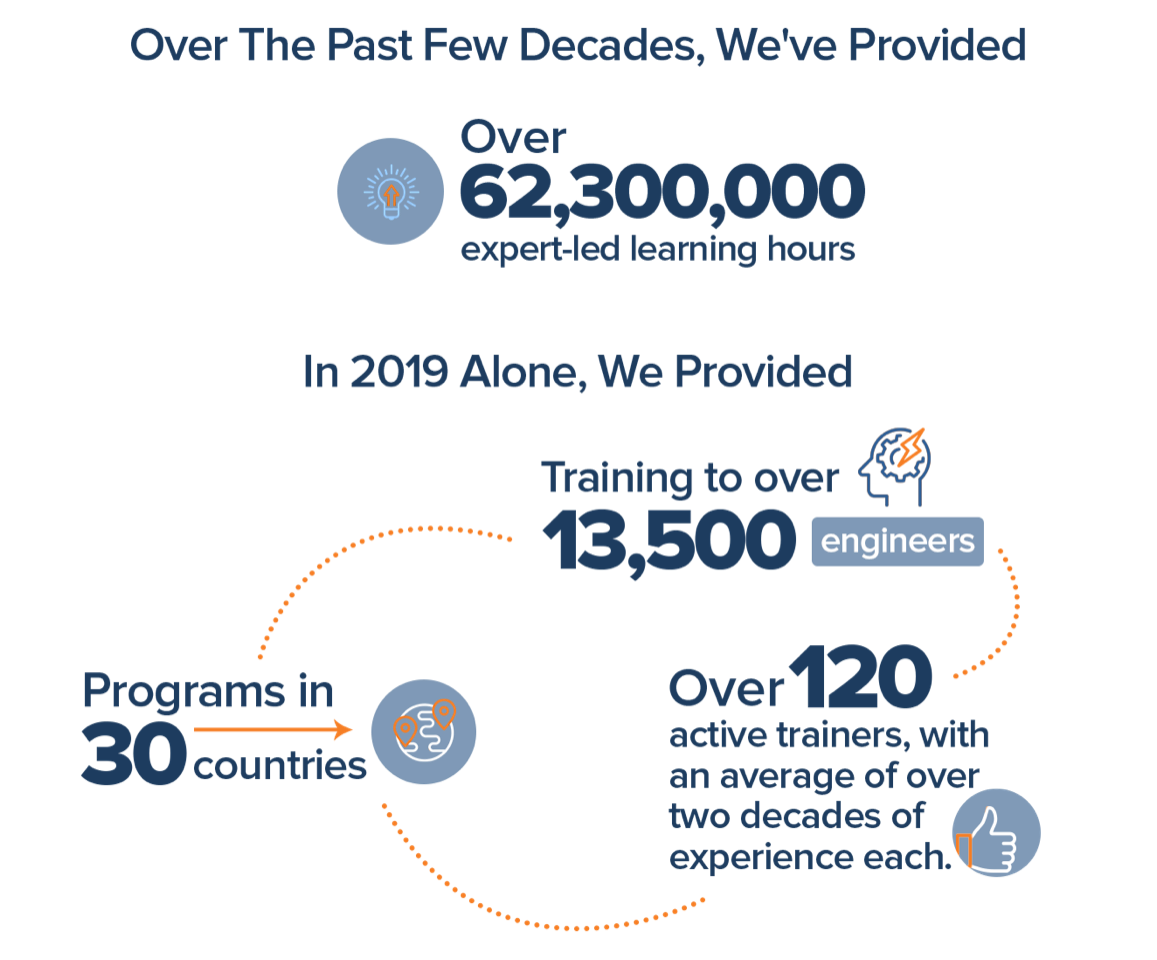 Over The Past Few Decades, We've Provided
Over
62,300,000
expert-led learning hours
In 2019 Alone, We Provided
Training to over
13,500 engineers
Programs in
30 countries
Over 120
active trainers, with
an average of over
two decades of
experience each.